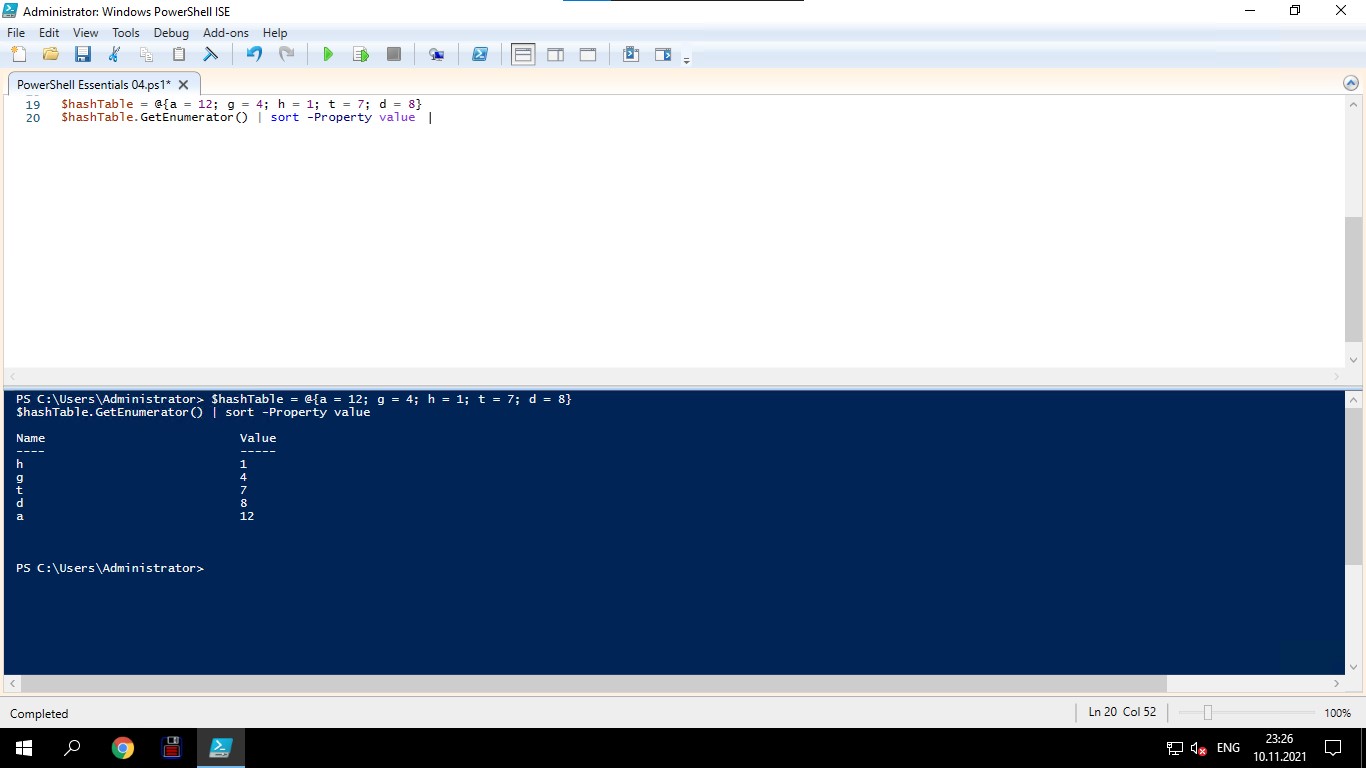 Administrator: Windows PowerShell ISE
File Edit View Tools Debug Add-ons Help
PowerShell Essentials 04.ps1*
19 $hashTable = @{a = 12; g = 4; h = 1; t = 7; d = 8}
20 $hashTable.GetEnumerator() | sort -Property value
PS C:\Users\Administrator> $hashTable = @{a = 12; g = 4; h = 1; t = 7; d = 8}
$hashTable.GetEnumerator() | sort -Property value
Name Value
---- -----
h 1
g 4
t 7
d 8
a 12
PS C:\Users\Administrator>
Completed Ln 20 Col 52 100%
ENG 23:26
10.11.2021